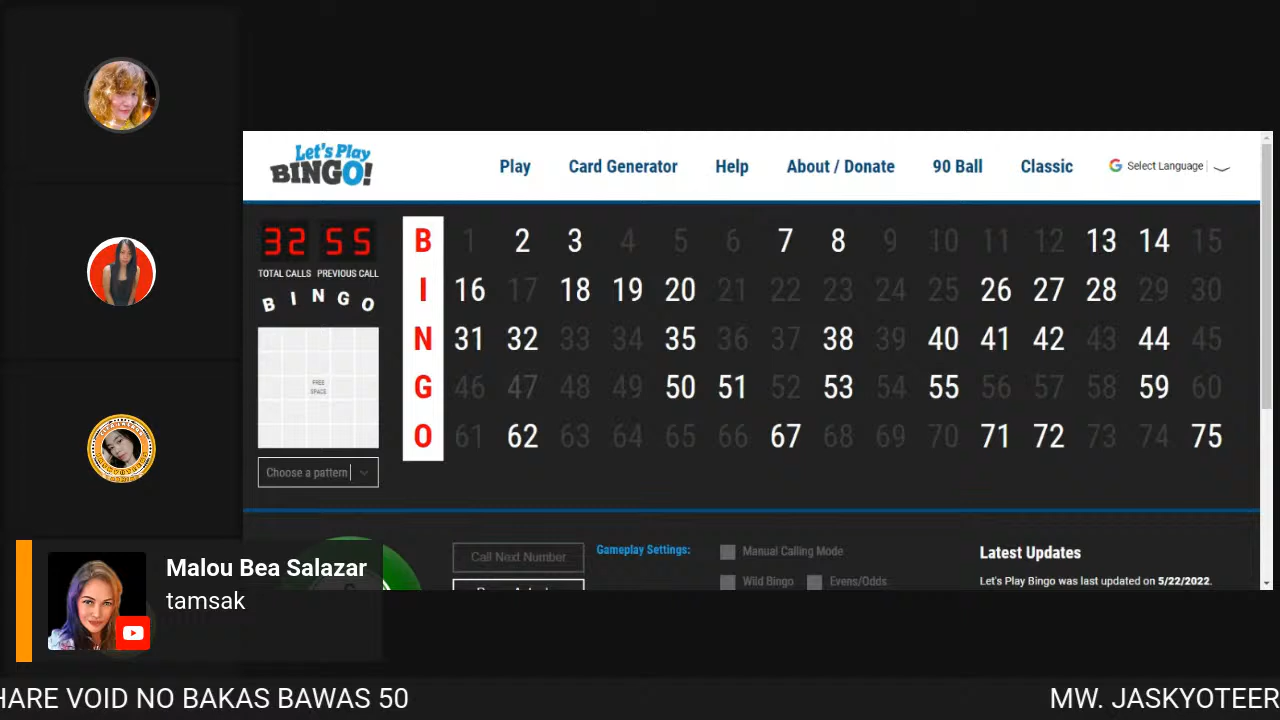 Let's Play
BINGO!
Play Card Generator Help About / Donate 90 Ball Classic Select Language
32 55
TOTAL CALLS PREVIOUS CALL
B I N G O
FREE
SPACE
Choose a pattern
B 1 2 3 4 5 6 7 8 9 10 11 12 13 14 15
I 16 17 18 19 20 21 22 23 24 25 26 27 28 29 30
N 31 32 33 34 35 36 37 38 39 40 41 42 43 44 45
G 46 47 48 49 50 51 52 53 54 55 56 57 58 59 60
O 61 62 63 64 65 66 67 68 69 70 71 72 73 74 75
Call Next Number
Gameplay Settings:
Manual Calling Mode
Wild Bingo Evens/Odds
Latest Updates
Let's Play Bingo was last updated on 5/22/2022.
Malou Bea Salazar
tamsak
HARE VOID NO BAKAS BAWAS 50
MW. JASKYOTEER